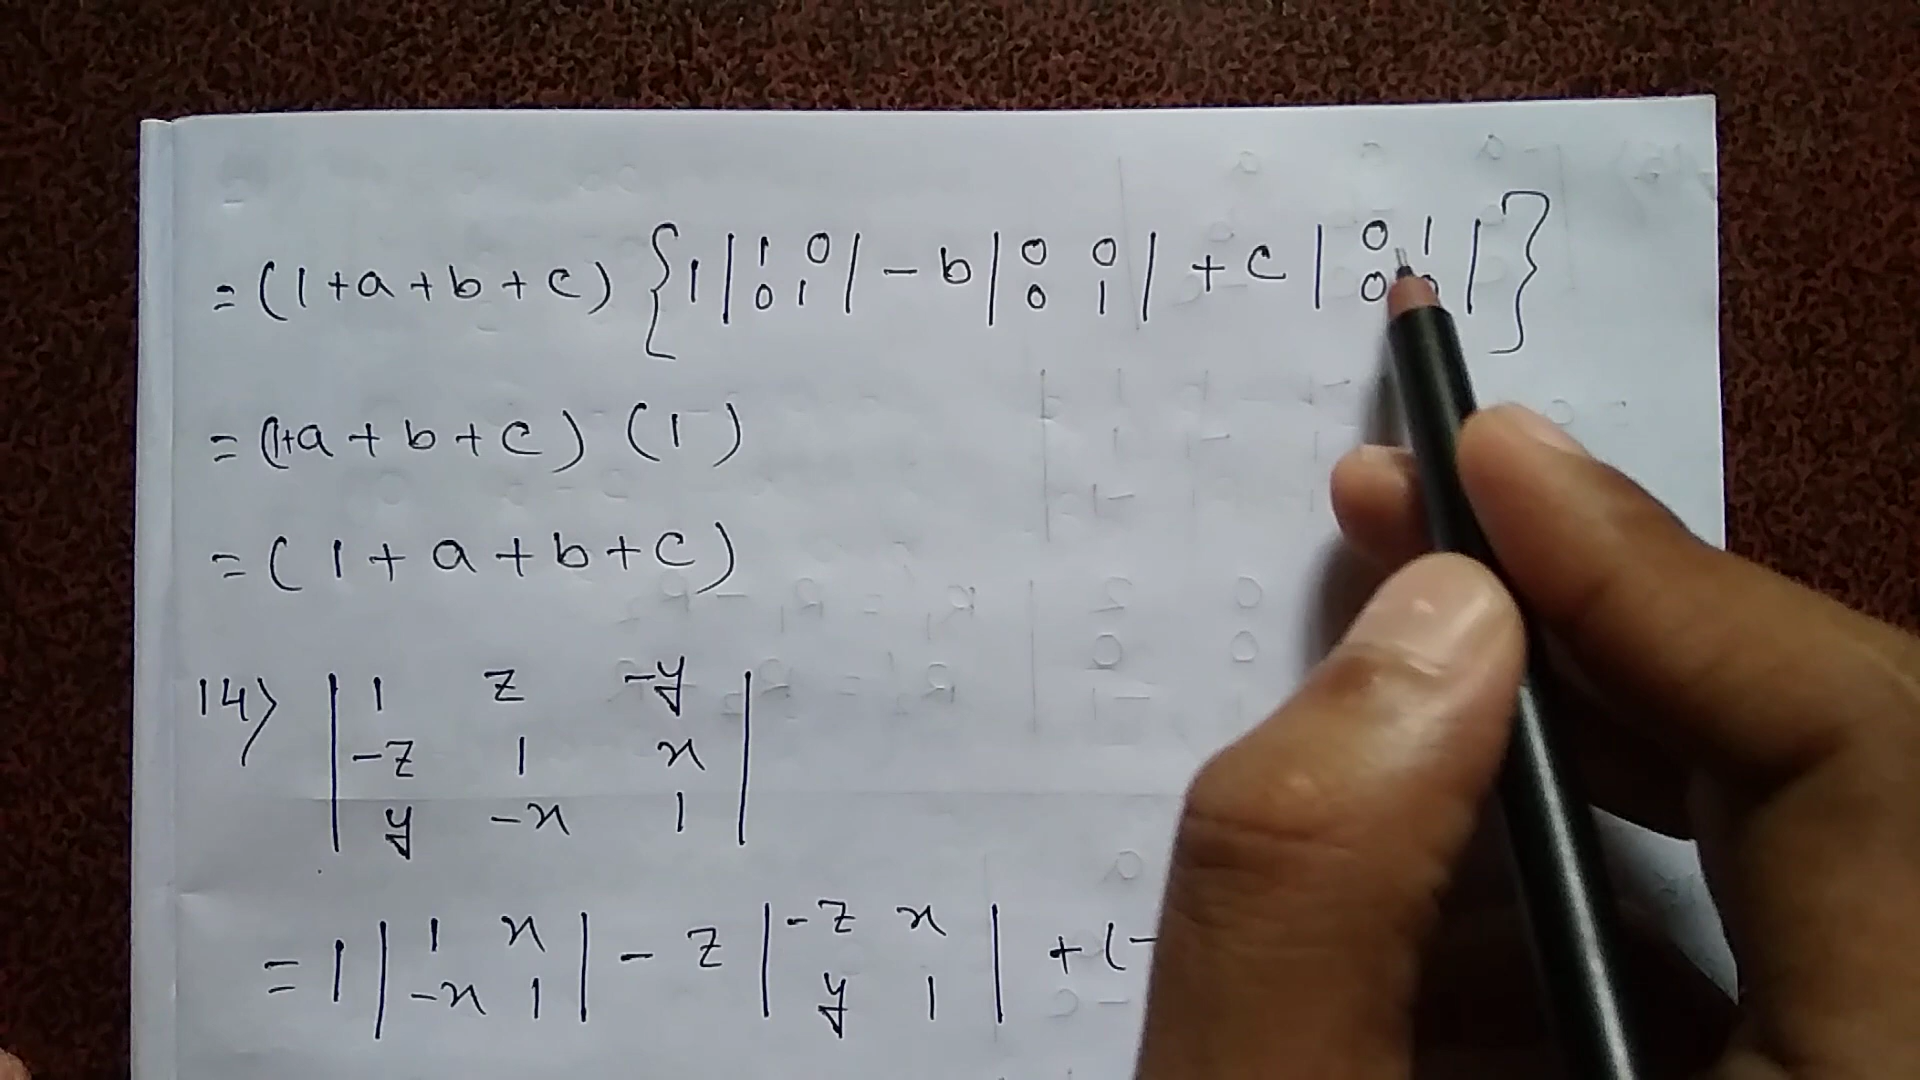 = (1+a+b+c) { 1 | 1 0 | - b | 0 0 | + c | 0 1 | }
0 1 0 1 0 0
= (1+a+b+c) (1)
= (1+a+b+c)
14) | 1 z -y |
| -z 1 x |
| y -x 1 |
= 1 | 1 x | - z | -z x | + (-
-x 1 y 1